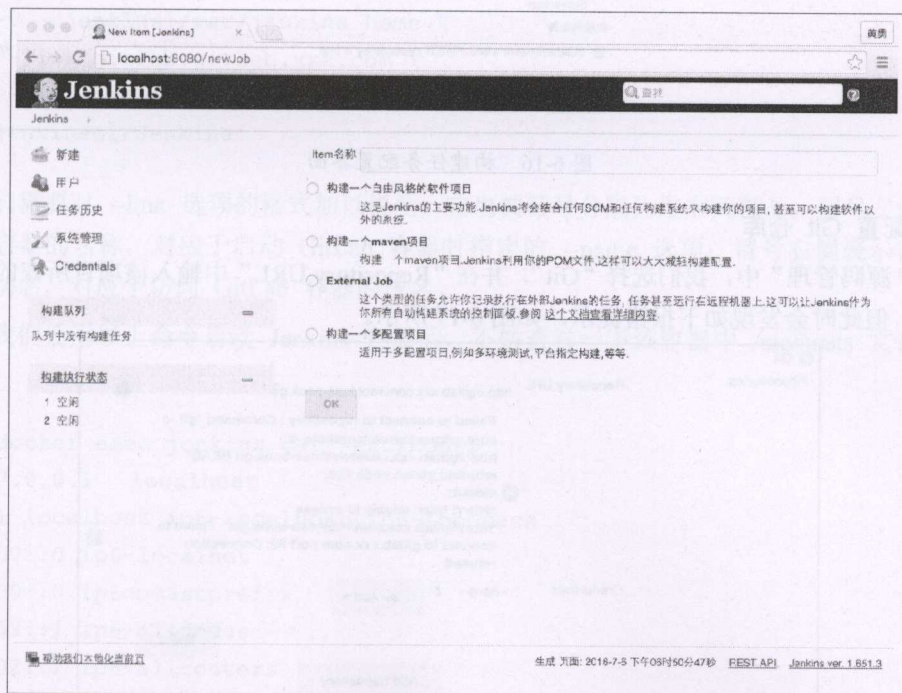 New Item [Jenkins]
黄勇
localhost:8080/newJob
Jenkins
查找
Jenkins
新建
用户
任务历史
系统管理
Credentials
构建队列
队列中没有构建任务
构建执行状态
1 空闲
2 空闲
Item名称
构建一个自由风格的软件项目
这是Jenkins的主要功能.Jenkins将会结合任何SCM和任何构建系统来构建你的项目, 甚至可以构建软件以外的系统.
构建一个maven项目
构建一个maven项目.Jenkins利用你的POM文件,这样可以大大减轻构建配置.
External Job
这个类型的任务允许你记录执行在外部Jenkins的任务, 任务甚至运行在远程机器上.这可以让Jenkins作为你所有自动构建系统的控制面板.参阅 这个文档查看详细内容.
构建一个多配置项目
适用于多配置项目,例如多环境测试,平台指定构建,等等.
OK
帮助我们本地化当前页
生成 页面: 2016-7-6 下午06时50分47秒 REST API Jenkins ver. 1.651.3